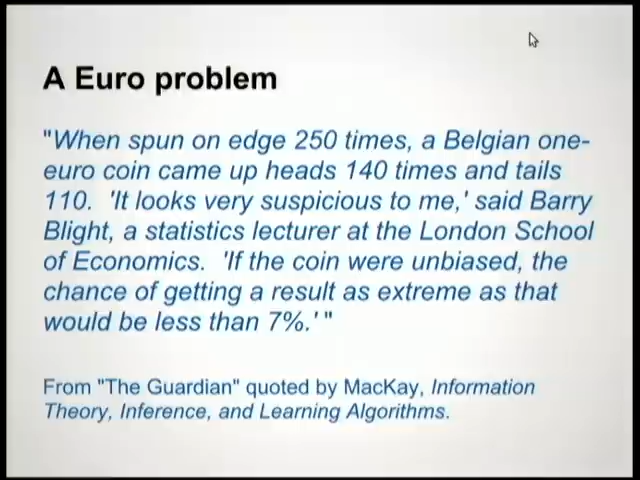 A Euro problem
"When spun on edge 250 times, a Belgian one-
euro coin came up heads 140 times and tails
110. 'It looks very suspicious to me,' said Barry
Blight, a statistics lecturer at the London School
of Economics. 'If the coin were unbiased, the
chance of getting a result as extreme as that
would be less than 7%.' "
From "The Guardian" quoted by MacKay, Information
Theory, Inference, and Learning Algorithms.